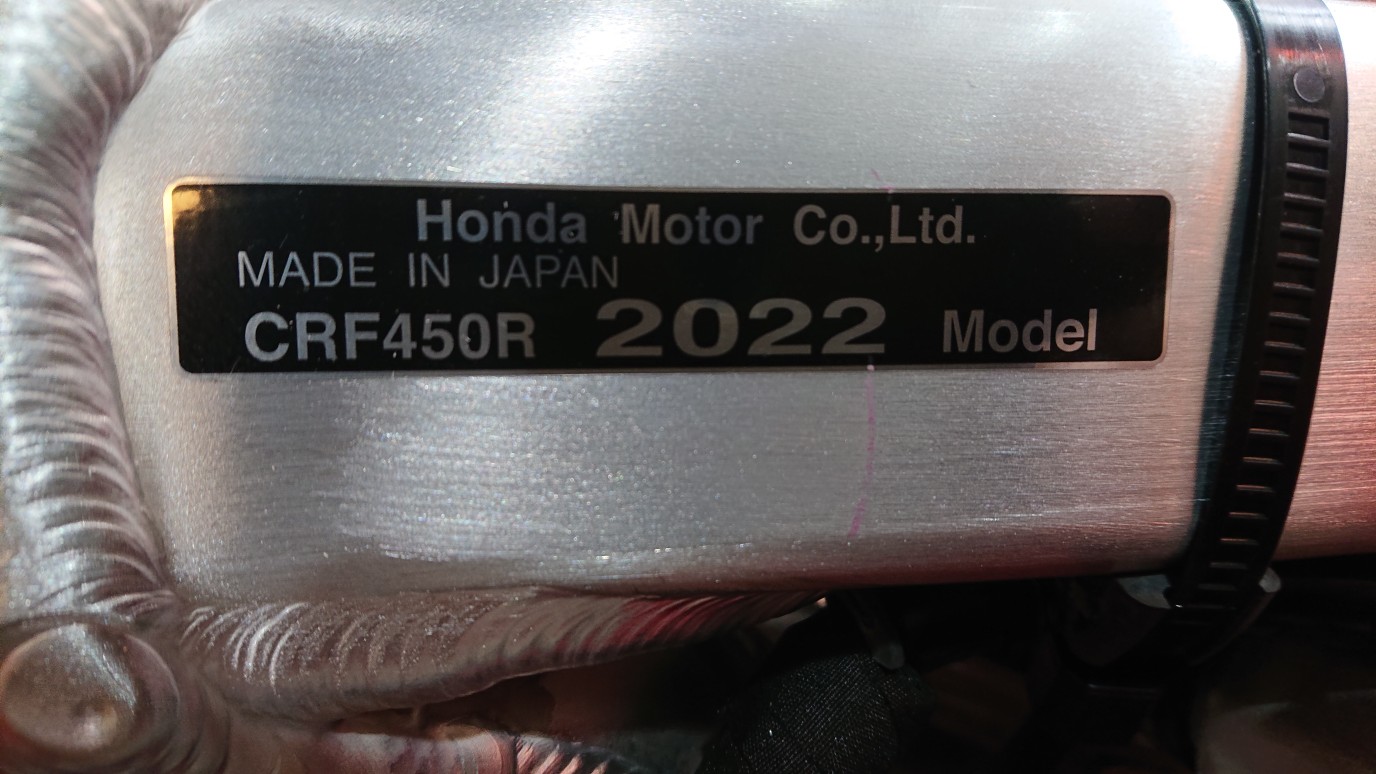 Honda Motor Co.,Ltd.
MADE IN JAPAN
CRF450R 2022 Model